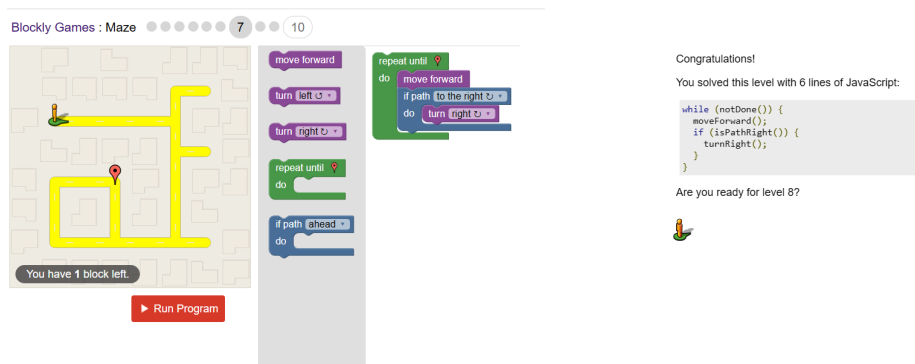 Blockly Games : Maze 7 10
move forward
turn left ↺ ▾
turn right ↻ ▾
repeat until
do
if path ahead ▾
do
repeat until
do move forward
if path to the right ↻ ▾
do turn right ↻ ▾
You have 1 block left.
Run Program
Congratulations!
You solved this level with 6 lines of JavaScript:
while (notDone()) {
moveForward();
if (isPathRight()) {
turnRight();
}
}
Are you ready for level 8?